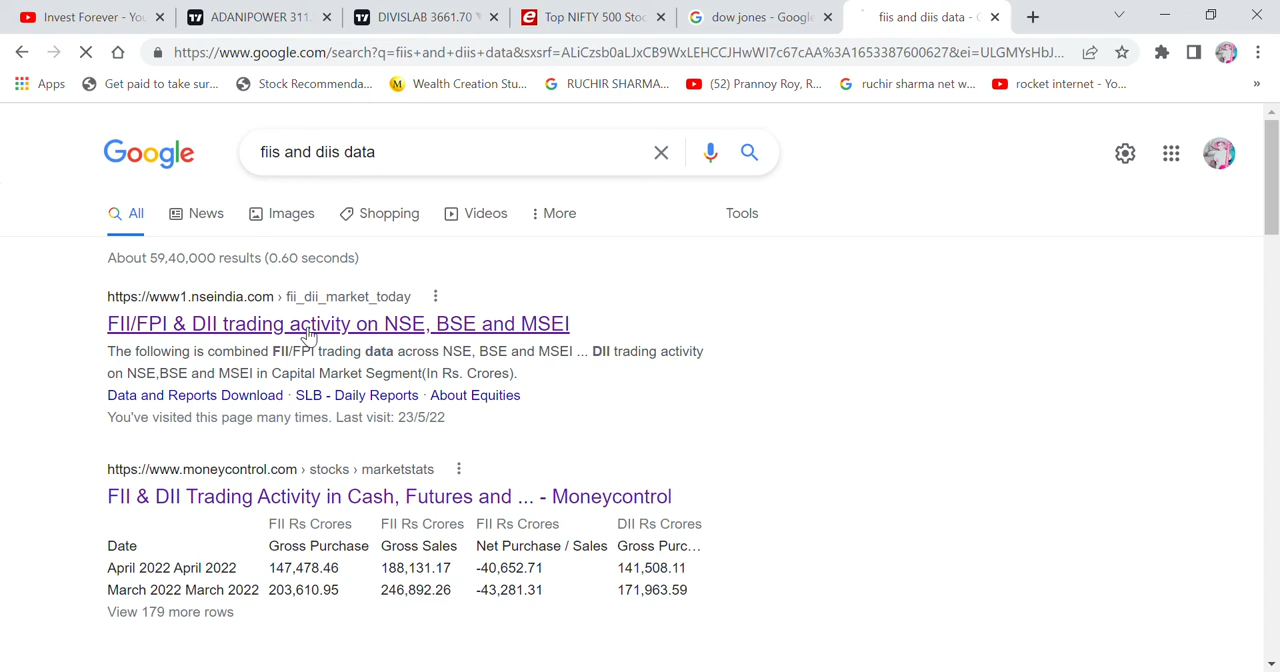 Invest Forever - You
ADANIPOWER 311.
DIVISLAB 3661.70
Top NIFTY 500 Stoc
dow jones - Google
fiis and diis data -
https://www.google.com/search?q=fiis+and+diis+data&sxsrf=ALiCzsb0aLJxCB9WxLEHCCJHwWI7c67cAA%3A1653387600627&ei=ULGMYsHbJ...
Apps
Get paid to take sur...
Stock Recommenda...
Wealth Creation Stu...
RUCHIR SHARMA...
(52) Prannoy Roy, R...
ruchir sharma net w...
rocket internet - Yo...
»
Google
fiis and diis data
All
News
Images
Shopping
Videos
More
Tools
About 59,40,000 results (0.60 seconds)
https://www1.nseindia.com › fii_dii_market_today
FII/FPI & DII trading activity on NSE, BSE and MSEI
The following is combined FII/FPI trading data across NSE, BSE and MSEI ... DII trading activity
on NSE,BSE and MSEI in Capital Market Segment(In Rs. Crores).
Data and Reports Download · SLB - Daily Reports · About Equities
You've visited this page many times. Last visit: 23/5/22
https://www.moneycontrol.com › stocks › marketstats
FII & DII Trading Activity in Cash, Futures and ... - Moneycontrol
FII Rs Crores FII Rs Crores FII Rs Crores DII Rs Crores
Date Gross Purchase Gross Sales Net Purchase / Sales Gross Purc...
April 2022 April 2022 147,478.46 188,131.17 -40,652.71 141,508.11
March 2022 March 2022 203,610.95 246,892.26 -43,281.31 171,963.59
View 179 more rows